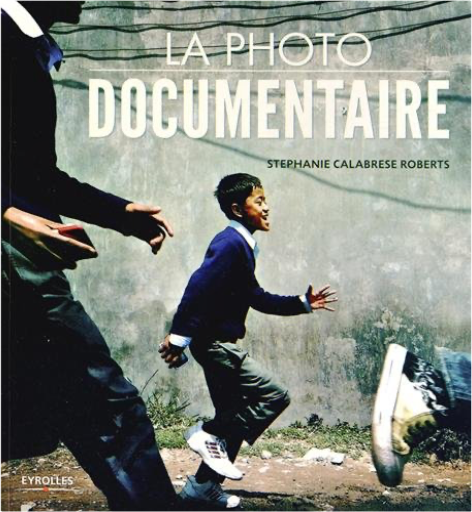 LA PHOTO
DOCUMENTAIRE
STEPHANIE CALABRESE ROBERTS
EYROLLES